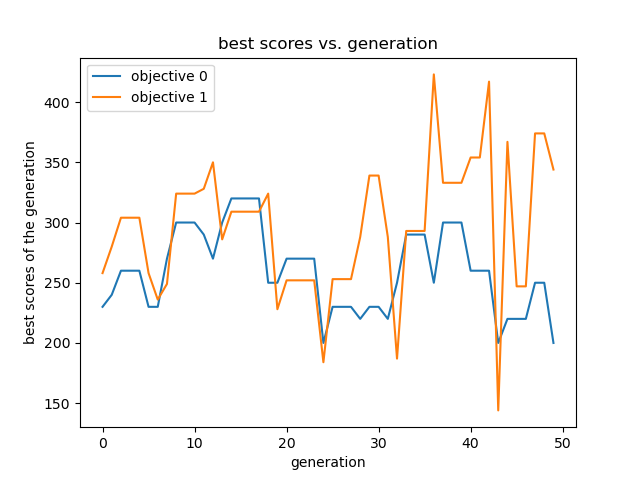 best scores vs. generation
objective 0
objective 1
best scores of the generation
400
350
300
250
200
150
0 10 20 30 40 50
generation